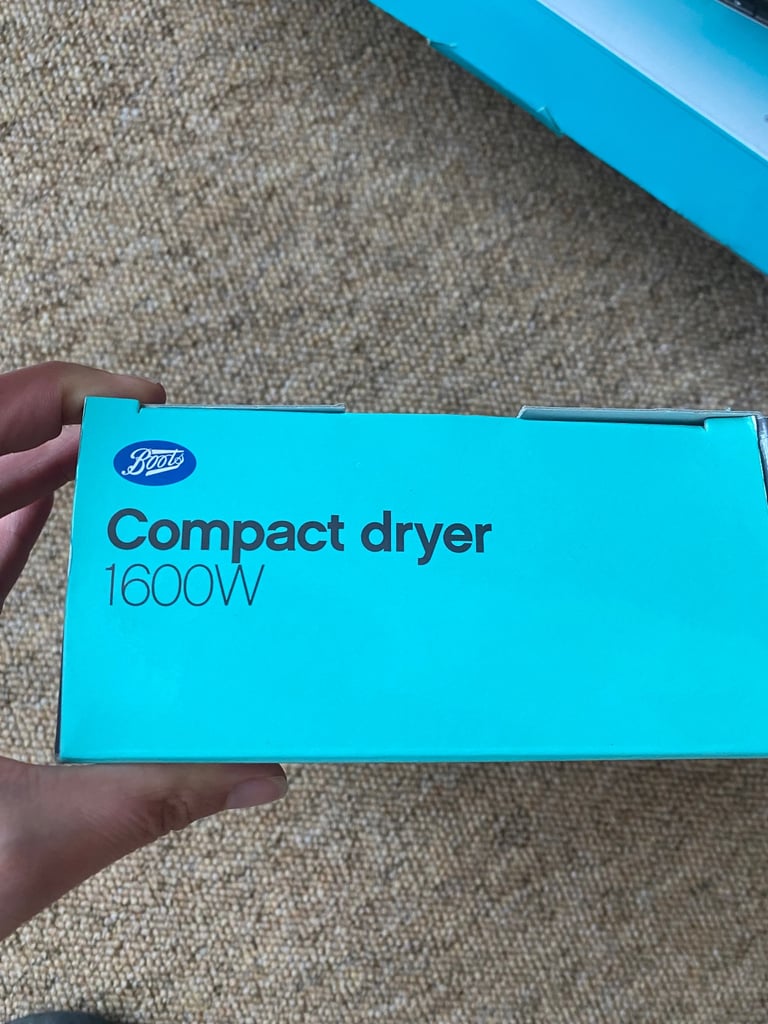 Boots
Compact dryer
1600W